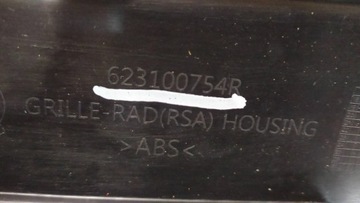 623100754R
GRILLE-RAD(RSA) HOUSING
>ABS<